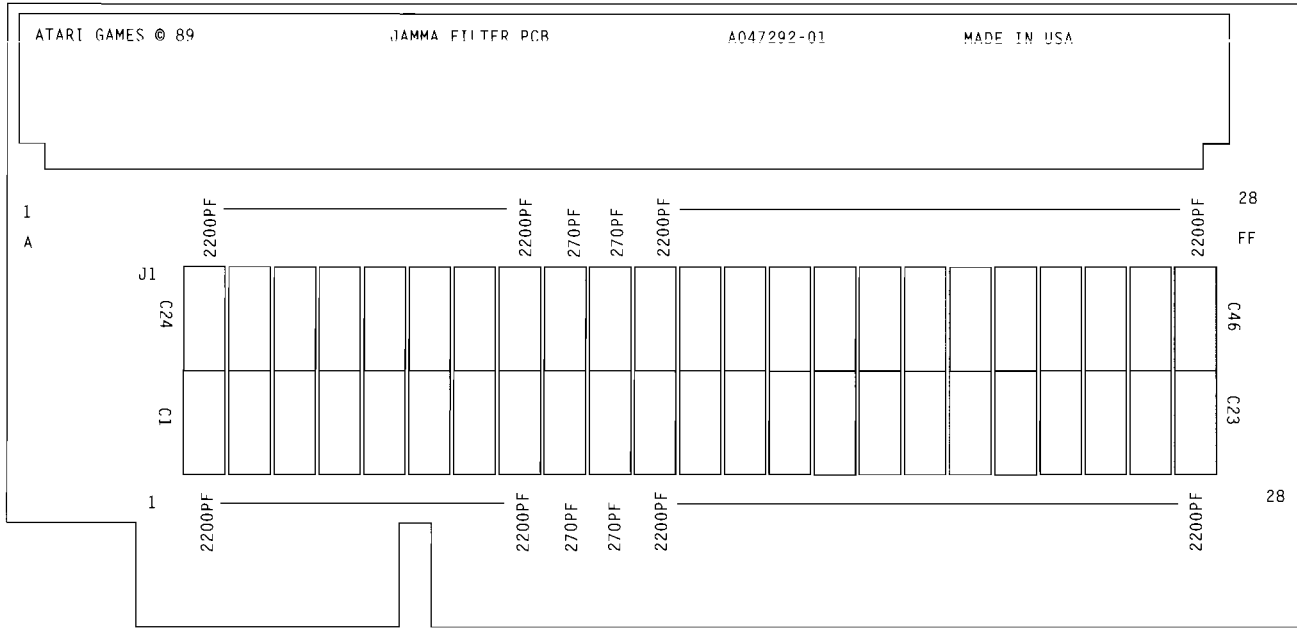 ATARI GAMES © 89 JAMMA FILTER PCB A047292-01 MADE IN USA
1 2200PF 2200PF 270PF 270PF 2200PF 2200PF 28
A FF
J1
C24 C46
C1 C23
1 2200PF 2200PF 270PF 270PF 2200PF 2200PF 28